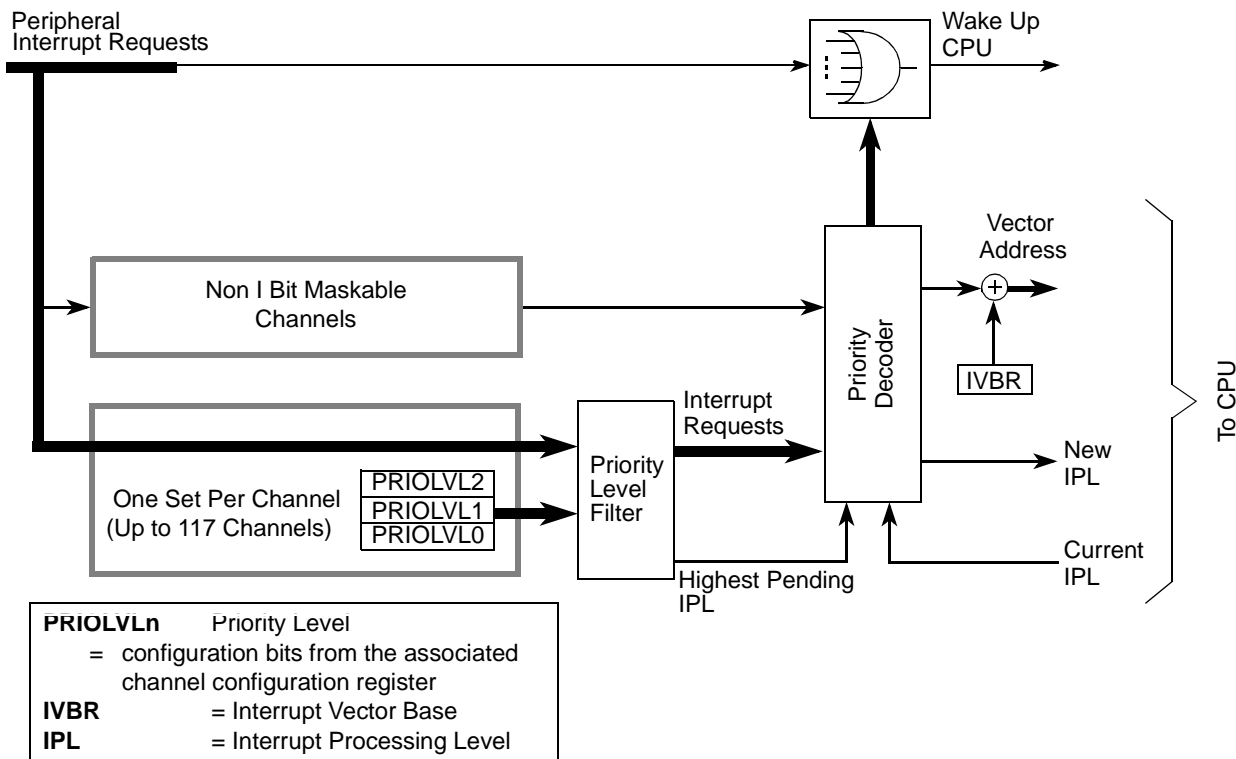 Peripheral
Interrupt Requests
Wake Up
CPU
Non I Bit Maskable
Channels
Priority
Decoder
Vector
Address
+
IVBR
To CPU
One Set Per Channel
(Up to 117 Channels)
PRIOLVL2
PRIOLVL1
PRIOLVL0
Priority
Level
Filter
Interrupt
Requests
Highest Pending
IPL
New
IPL
Current
IPL
PRIOLVLn Priority Level
= configuration bits from the associated
channel configuration register
IVBR = Interrupt Vector Base
IPL = Interrupt Processing Level